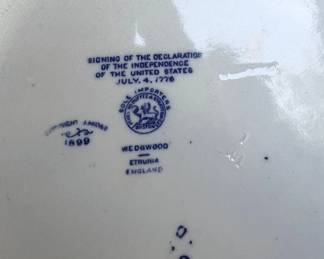 SIGNING OF THE DECLARATION
OF THE INDEPENDENCE
OF THE UNITED STATES
JULY. 4. 1776
SOLE IMPORTERS
BOSTON
1899
WEDGWOOD
ETRURIA
ENGLAND